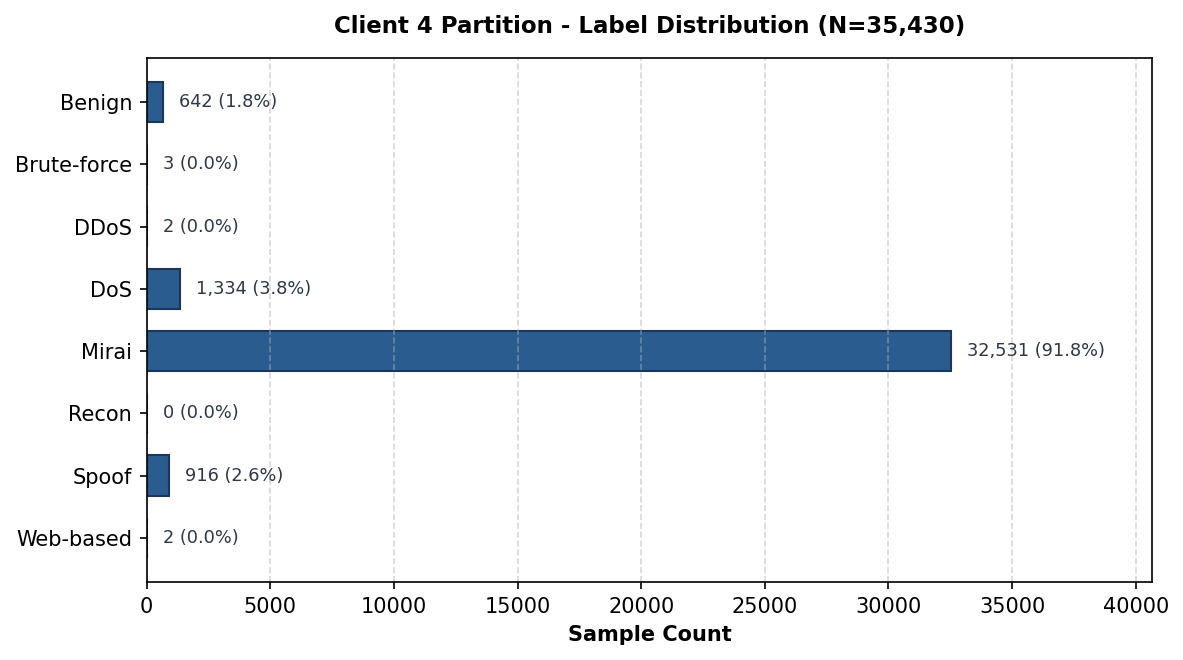 Client 4 Partition - Label Distribution (N=35,430)
Benign 642 (1.8%)
Brute-force 3 (0.0%)
DDoS 2 (0.0%)
DoS 1,334 (3.8%)
Mirai 32,531 (91.8%)
Recon 0 (0.0%)
Spoof 916 (2.6%)
Web-based 2 (0.0%)
0 5000 10000 15000 20000 25000 30000 35000 40000
Sample Count